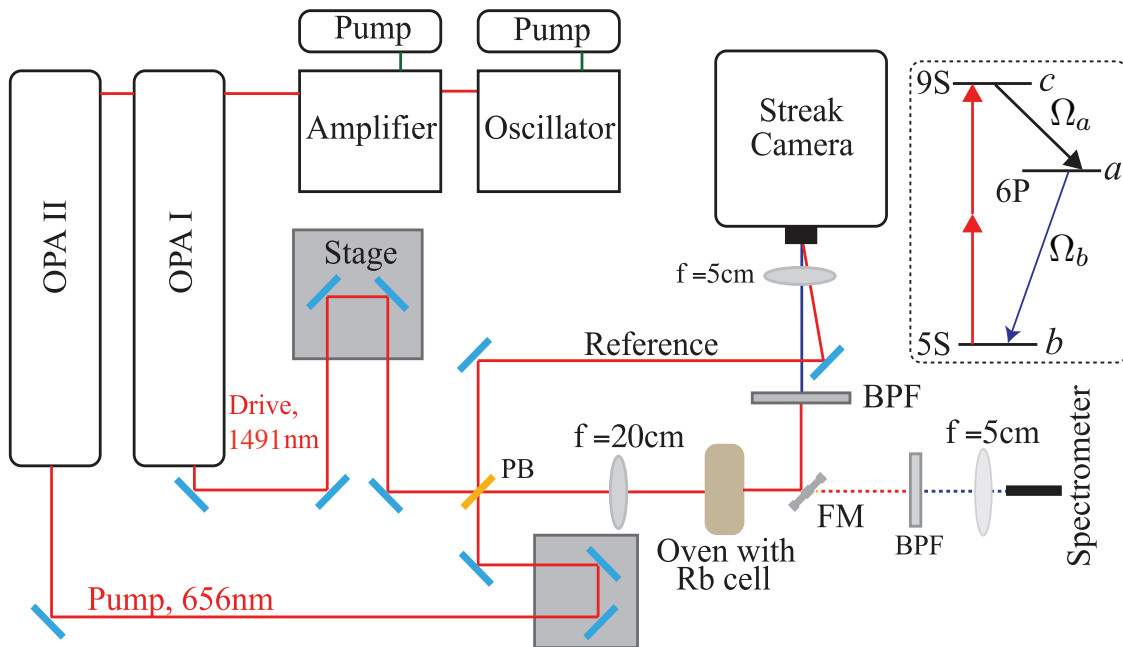 Pump
Pump
OPA II
OPA I
Amplifier
Oscillator
Streak
Camera
9S
c
Ωa
6P
a
Ωb
5S
b
Stage
f =5cm
Reference
Drive,
1491nm
BPF
f =20cm
f =5cm
PB
FM
BPF
Spectrometer
Oven with
Rb cell
Pump, 656nm